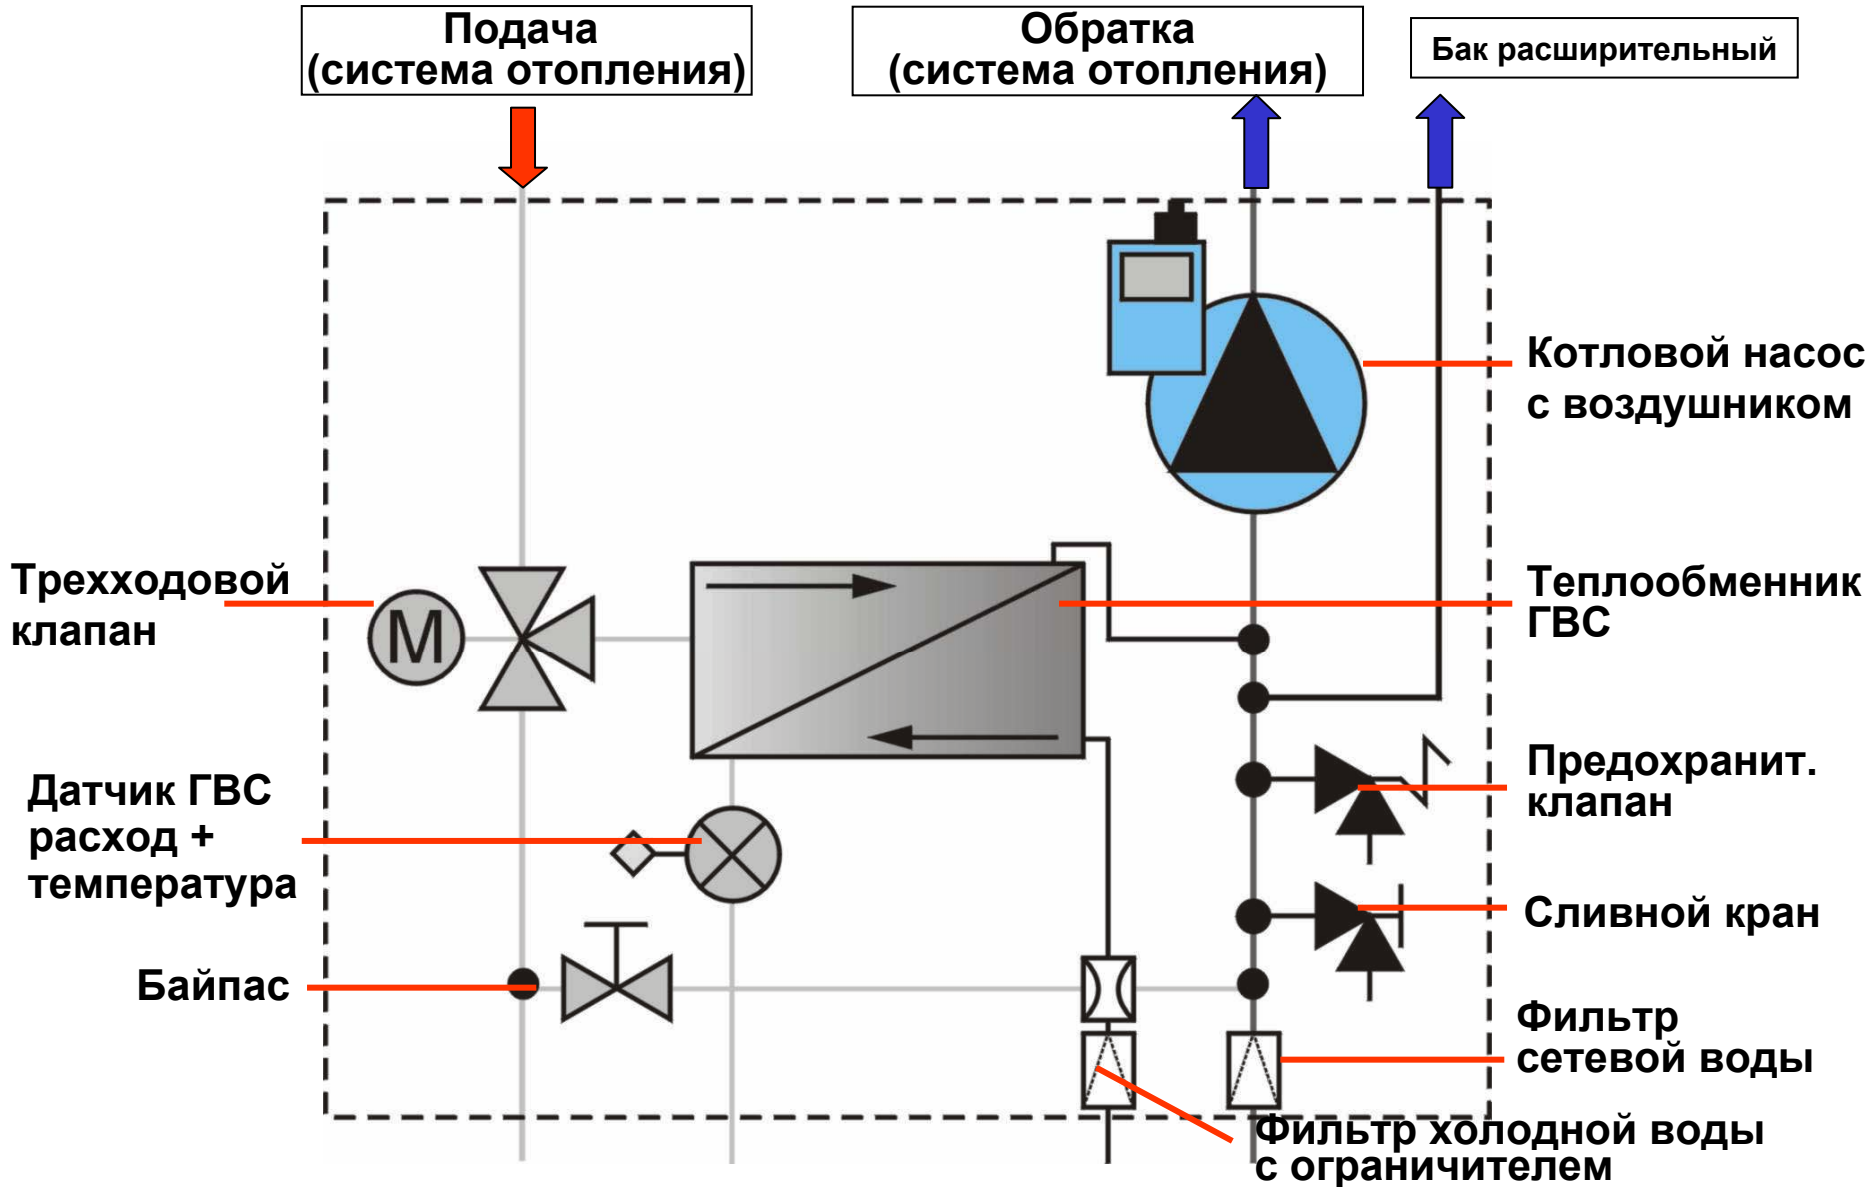 Подача
(система отопления)
Обратка
(система отопления)
Бак расширительный
Котловой насос
с воздушником
Трехходовой
клапан
M
Теплообменник
ГВС
Датчик ГВС
расход +
температура
Предохранит.
клапан
Сливной кран
Байпас
Фильтр
сетевой воды
Фильтр холодной воды
с ограничителем